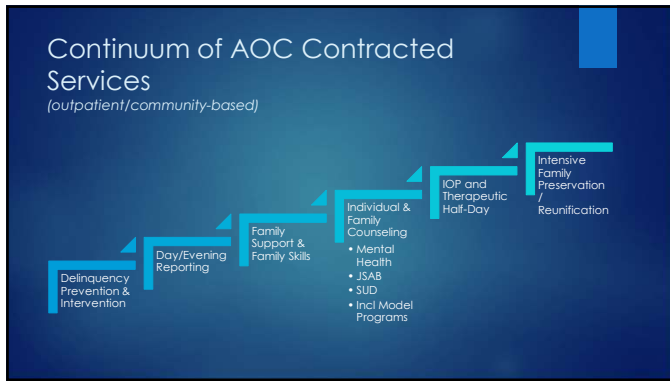 Continuum of AOC Contracted
Services
(outpatient/community-based)
Delinquency
Prevention &
Intervention
Day/Evening
Reporting
Family
Support &
Family Skills
Individual &
Family
Counseling
• Mental
Health
• JSAB
• SUD
• Incl Model
Programs
IOP and
Therapeutic
Half-Day
Intensive
Family
Preservation
/
Reunification